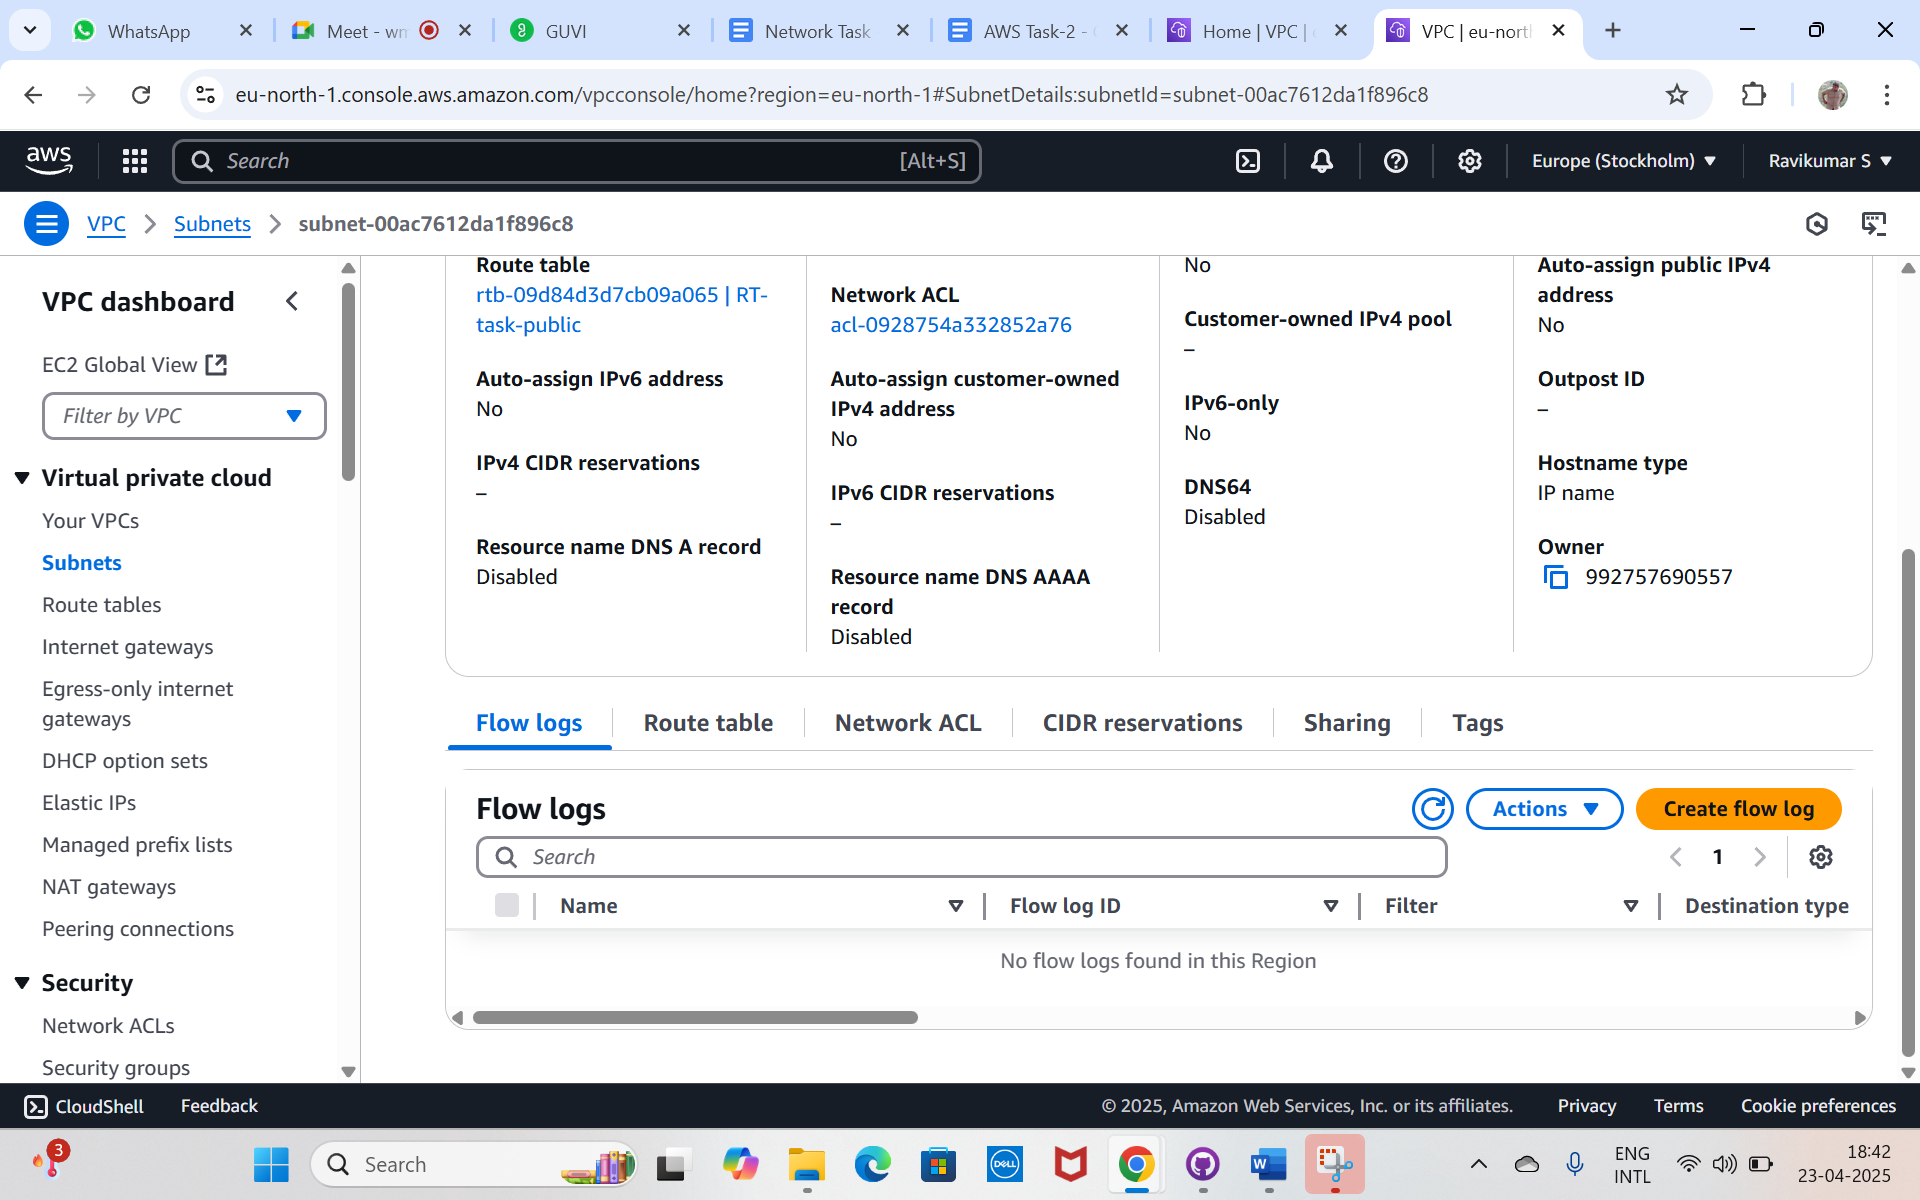 WhatsApp
Meet - wm
GUVI
Network Task
AWS Task-2 -
Home | VPC |
VPC | eu-nort
eu-north-1.console.aws.amazon.com/vpcconsole/home?region=eu-north-1#SubnetDetails:subnetId=subnet-00ac7612da1f896c8
aws
Search
[Alt+S]
Europe (Stockholm)
Ravikumar S
VPC
Subnets
subnet-00ac7612da1f896c8
VPC dashboard
EC2 Global View
Filter by VPC
Virtual private cloud
Your VPCs
Subnets
Route tables
Internet gateways
Egress-only internet
gateways
DHCP option sets
Elastic IPs
Managed prefix lists
NAT gateways
Peering connections
Security
Network ACLs
Security groups
Route table
rtb-09d84d3d7cb09a065 | RT-
task-public
Auto-assign IPv6 address
No
IPv4 CIDR reservations
–
Resource name DNS A record
Disabled
Network ACL
acl-0928754a332852a76
Auto-assign customer-owned
IPv4 address
No
IPv6 CIDR reservations
–
Resource name DNS AAAA
record
Disabled
No
Customer-owned IPv4 pool
–
IPv6-only
No
DNS64
Disabled
Auto-assign public IPv4
address
No
Outpost ID
–
Hostname type
IP name
Owner
992757690557
Flow logs
Route table
Network ACL
CIDR reservations
Sharing
Tags
Flow logs
Actions
Create flow log
Search
1
Name
Flow log ID
Filter
Destination type
No flow logs found in this Region
CloudShell
Feedback
© 2025, Amazon Web Services, Inc. or its affiliates.
Privacy
Terms
Cookie preferences
3
Search
DELL
ENG
INTL
18:42
23-04-2025